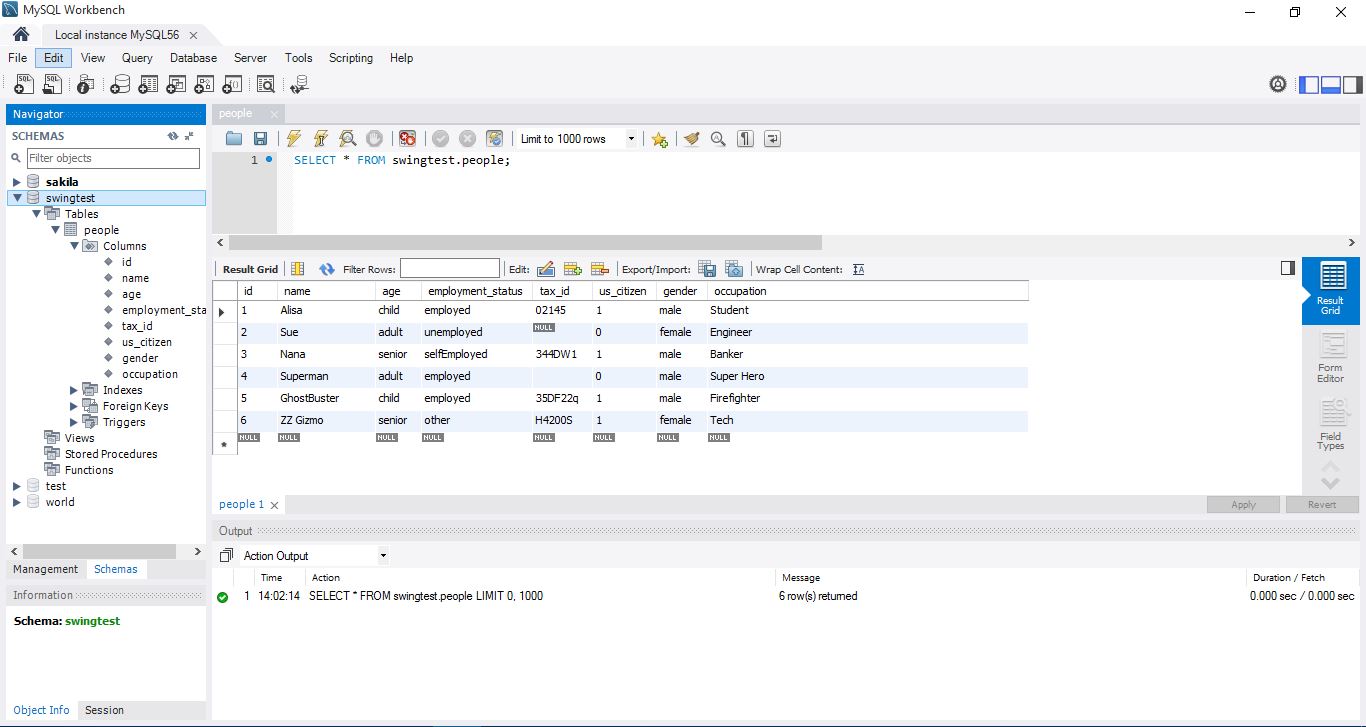 MySQL Workbench
Local instance MySQL56
File Edit View Query Database Server Tools Scripting Help
Navigator
SCHEMAS
Filter objects
sakila
swingtest
Tables
people
Columns
id
name
age
employment_sta
tax_id
us_citizen
gender
occupation
Indexes
Foreign Keys
Triggers
Views
Stored Procedures
Functions
test
world
Management Schemas
Information
Schema: swingtest
Object Info Session
people
Limit to 1000 rows
1 SELECT * FROM swingtest.people;
Result Grid Filter Rows: Edit: Export/Import: Wrap Cell Content:
id name age employment_status tax_id us_citizen gender occupation
1 Alisa child employed 02145 1 male Student
2 Sue adult unemployed NULL 0 female Engineer
3 Nana senior selfEmployed 344DW1 1 male Banker
4 Superman adult employed 0 male Super Hero
5 GhostBuster child employed 35DF22q 1 male Firefighter
6 ZZ Gizmo senior other H4200S 1 female Tech
* NULL NULL NULL NULL NULL NULL NULL NULL
Result
Grid
Form
Editor
Field
Types
people 1 Apply Revert
Output
Action Output
Time Action Message Duration / Fetch
1 14:02:14 SELECT * FROM swingtest.people LIMIT 0, 1000 6 row(s) returned 0.000 sec / 0.000 sec